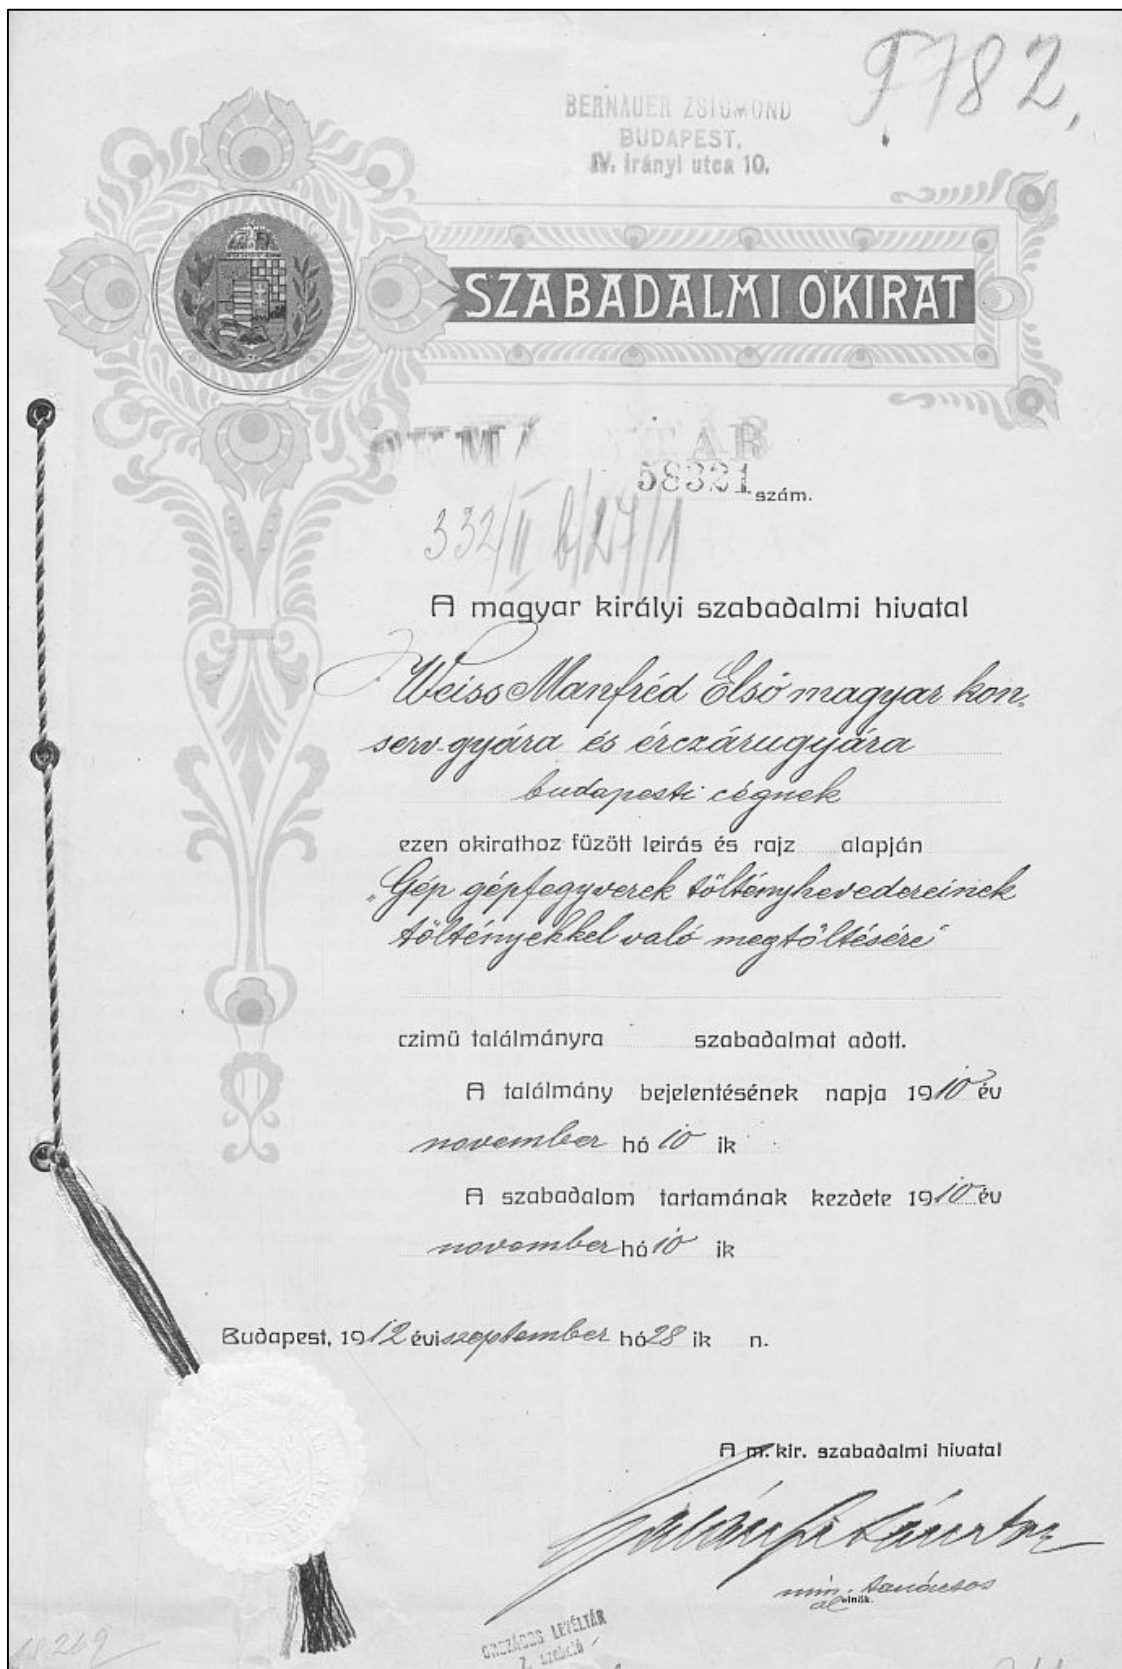 782,
BERNAUER ZSIGMOND
BUDAPEST,
IV. Irányi utca 10.
SZABADALMI OKIRAT
58321 szám.
332/II b/27/1
A magyar királyi szabadalmi hivatal
Weiss Manfréd Első magyar kon-
serv-gyára és érczárugyára
budapesti cégnek
ezen okirathoz fűzött leirás és rajz alapján
„Gép gépfegyverek töltényhevedereinek
töltényekkel való megtöltésére"
czimü találmányra szabadalmat adott.
A találmány bejelentésének napja 1910 év
november hó 10 ik
A szabadalom tartamának kezdete 1910 év
november hó 10 ik
Budapest, 1912 évi szeptember hó 28 ik n.
A m. kir. szabadalmi hivatal
min. tanácsos
alelnök.
ORSZÁGOS LEVÉLTÁR
Z. szekció
18269